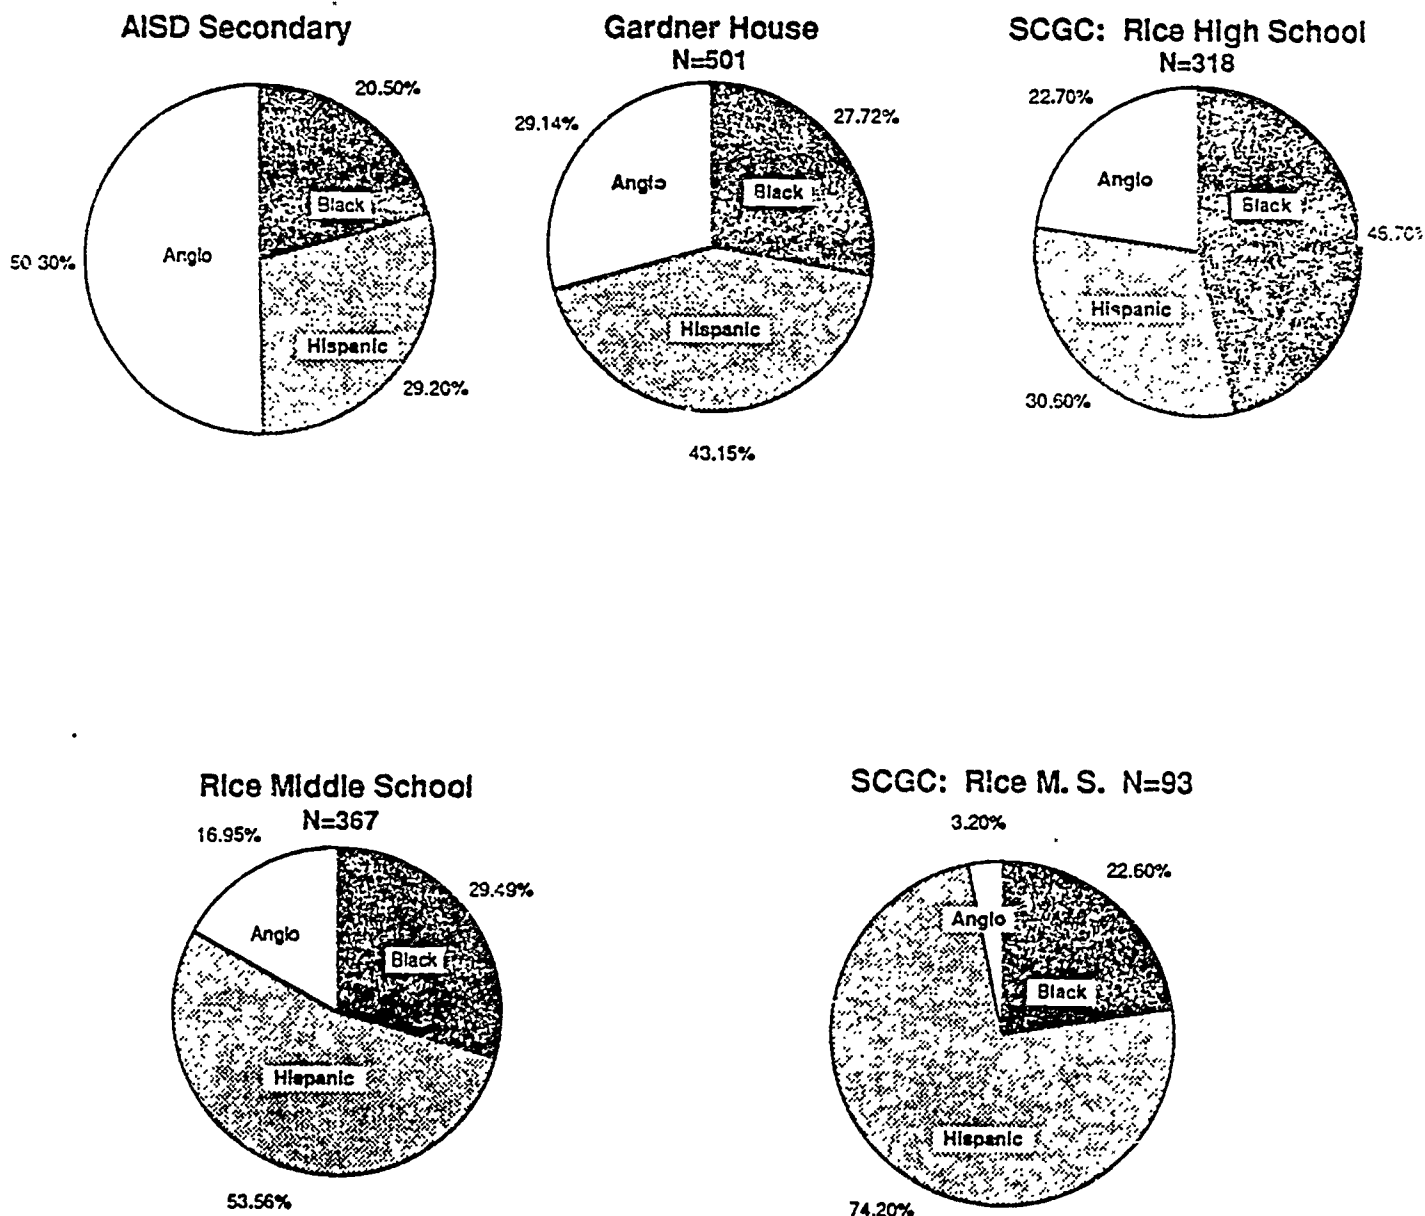 AISD Secondary
20.50%
Black
50.30%
Anglo
Hispanic
29.20%
Gardner House
N=501
29.14%
27.72%
Anglo
Black
Hispanic
43.15%
SCGC: Rice High School
N=318
22.70%
Anglo
Black
45.70%
Hispanic
30.60%
Rice Middle School
N=367
16.95%
29.49%
Anglo
Black
Hispanic
53.56%
SCGC: Rice M. S. N=93
3.20%
22.60%
Anglo
Black
Hispanic
74.20%